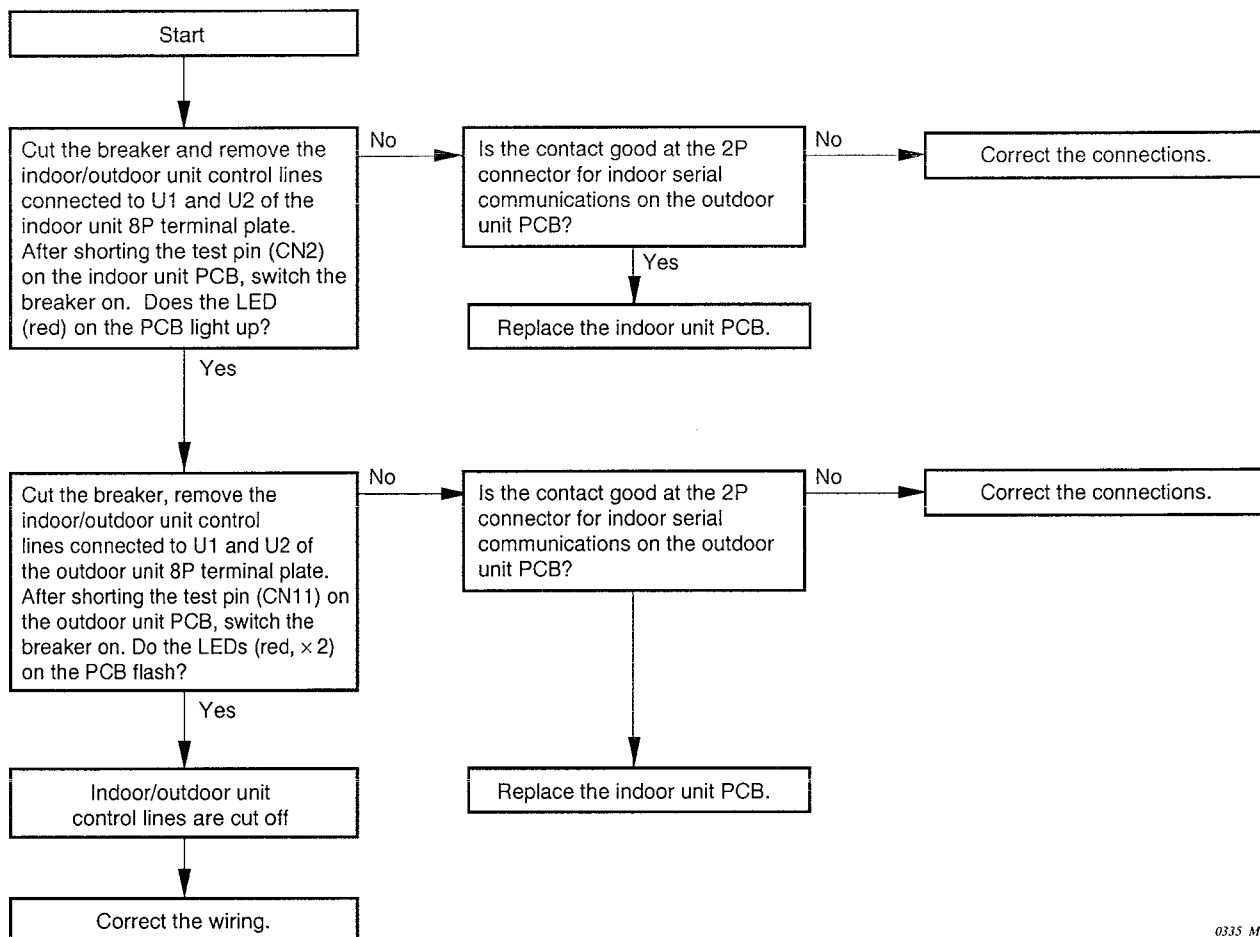 Start
Cut the breaker and remove the
indoor/outdoor unit control lines
connected to U1 and U2 of the
indoor unit 8P terminal plate.
After shorting the test pin (CN2)
on the indoor unit PCB, switch the
breaker on. Does the LED
(red) on the PCB light up?
No
Is the contact good at the 2P
connector for indoor serial
communications on the outdoor
unit PCB?
No
Correct the connections.
Yes
Replace the indoor unit PCB.
Yes
Cut the breaker, remove the
indoor/outdoor unit control
lines connected to U1 and U2 of
the outdoor unit 8P terminal plate.
After shorting the test pin (CN11) on
the outdoor unit PCB, switch the
breaker on. Do the LEDs (red, × 2)
on the PCB flash?
No
Is the contact good at the 2P
connector for indoor serial
communications on the outdoor
unit PCB?
No
Correct the connections.
Yes
Replace the indoor unit PCB.
Indoor/outdoor unit
control lines are cut off
Correct the wiring.
0335 M